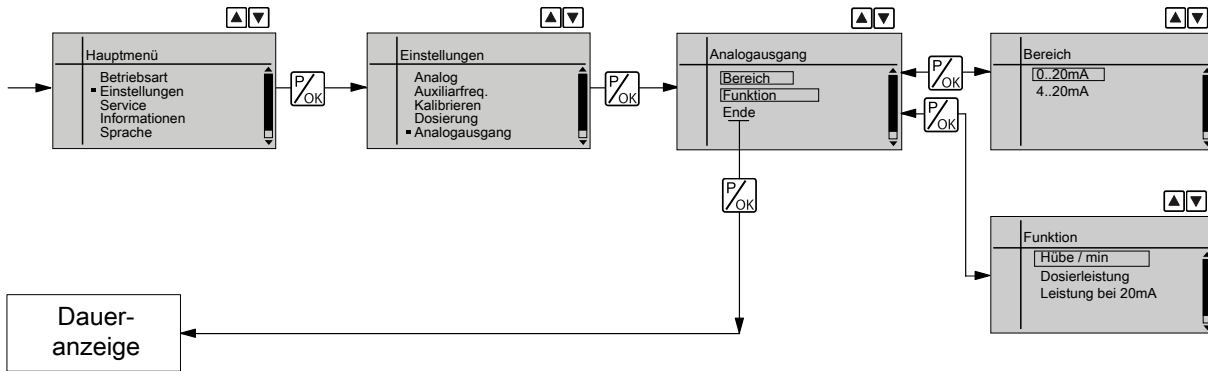 Hauptmenü
Betriebsart
Einstellungen
Service
Informationen
Sprache
P/OK
Einstellungen
Analog
Auxiliarfreq.
Kalibrieren
Dosierung
Analogausgang
P/OK
Analogausgang
Bereich
Funktion
Ende
P/OK
Bereich
0..20mA
4..20mA
P/OK
P/OK
Funktion
Hübe / min
Dosierleistung
Leistung bei 20mA
Dauer-
anzeige